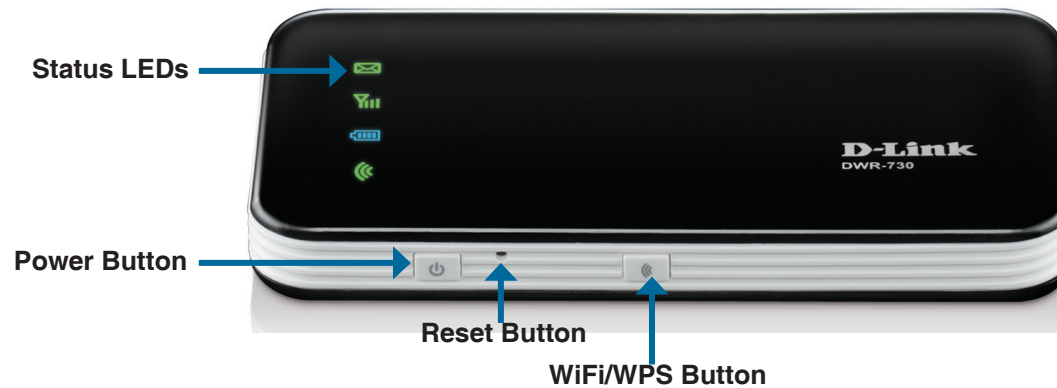 Status LEDs
D-Link
DWR-730
Power Button
Reset Button
WiFi/WPS Button